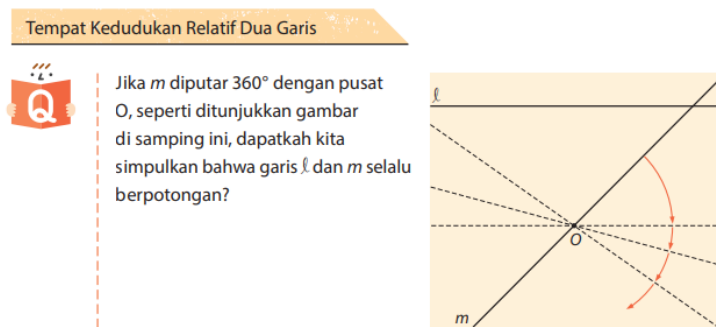 Tempat Kedudukan Relatif Dua Garis
Q
Jika m diputar 360° dengan pusat
O, seperti ditunjukkan gambar
di samping ini, dapatkah kita
simpulkan bahwa garis ℓ dan m selalu
berpotongan?
ℓ
O
m